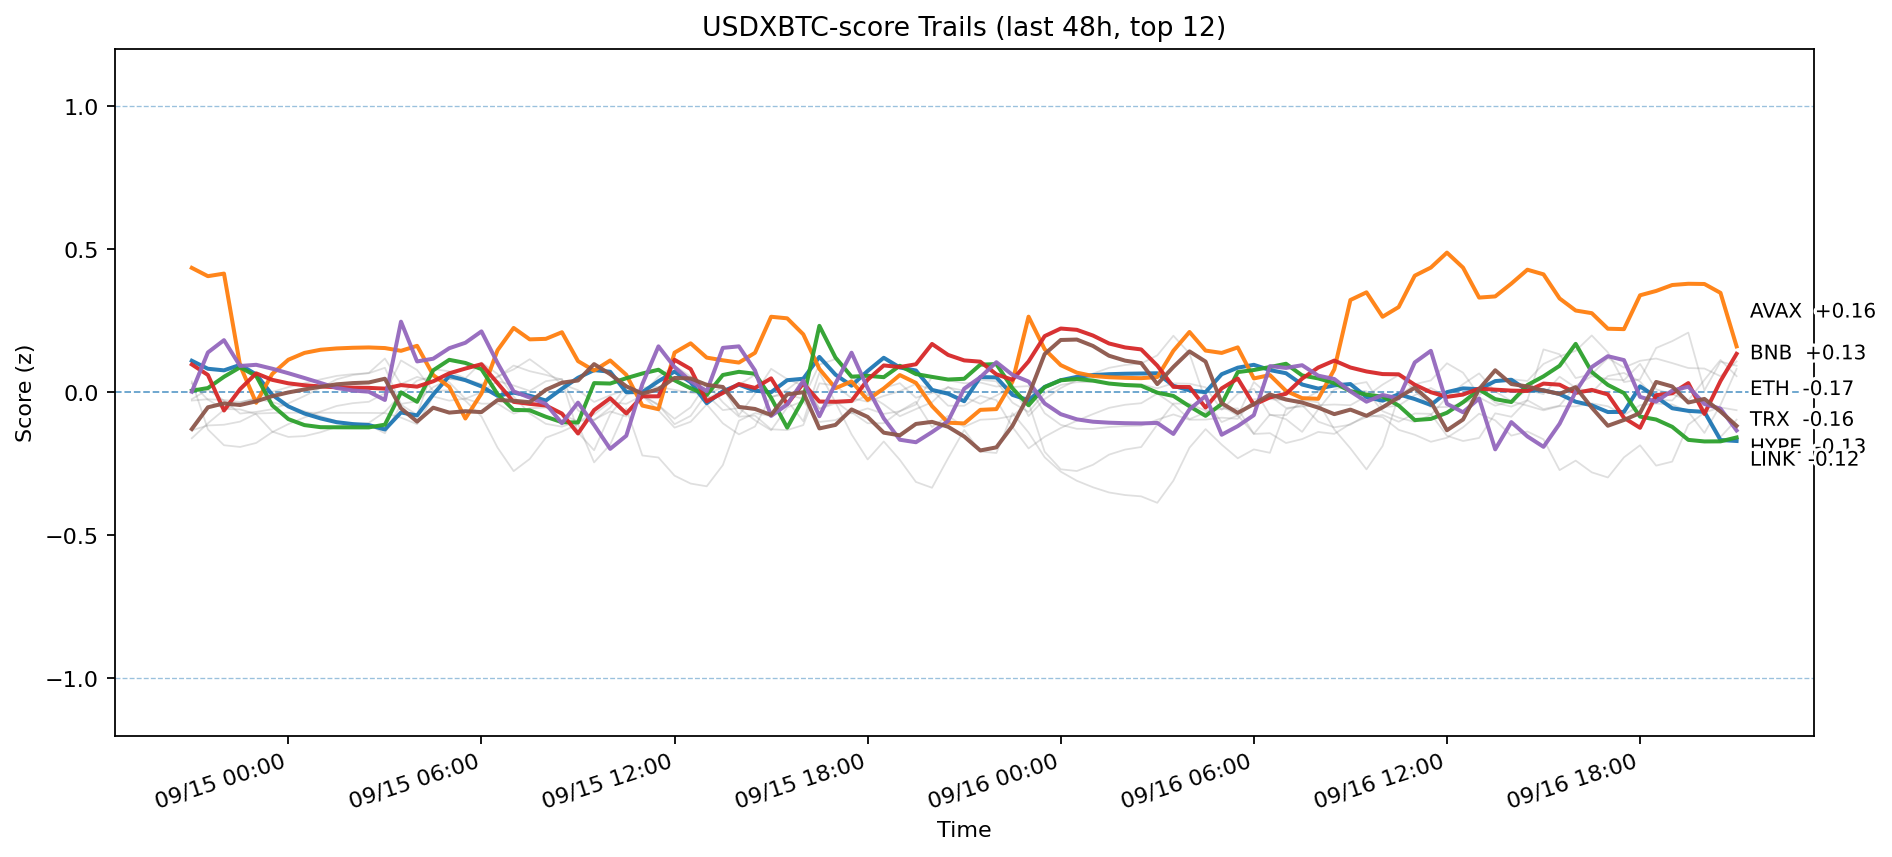 USDXBTC-score Trails (last 48h, top 12)
Score (z)
1.0
0.5
0.0
−0.5
−1.0
AVAX +0.16
BNB +0.13
ETH -0.17
TRX -0.16
HYPE -0.13
LINK -0.12
09/15 00:00
09/15 06:00
09/15 12:00
09/15 18:00
09/16 00:00
09/16 06:00
09/16 12:00
09/16 18:00
Time